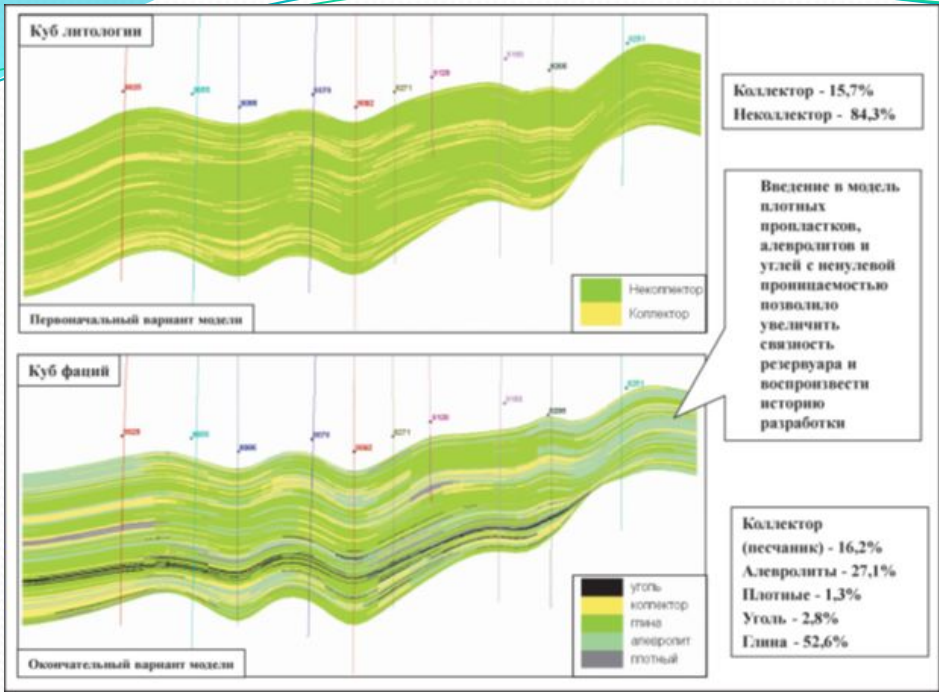 Куб литологии
Первоначальный вариант модели
Неколлектор
Коллектор
Коллектор - 15,7%
Неколлектор - 84,3%
Введение в модель
плотных
пропластков,
алевролитов и
углей с ненулевой
проницаемостью
позволило
увеличить
связность
резервуара и
воспроизвести
историю
разработки
Куб фаций
Окончательный вариант модели
уголь
коллектор
глина
алевролит
плотный
Коллектор
(песчаник) - 16,2%
Алевролиты - 27,1%
Плотные - 1,3%
Уголь - 2,8%
Глина - 52,6%